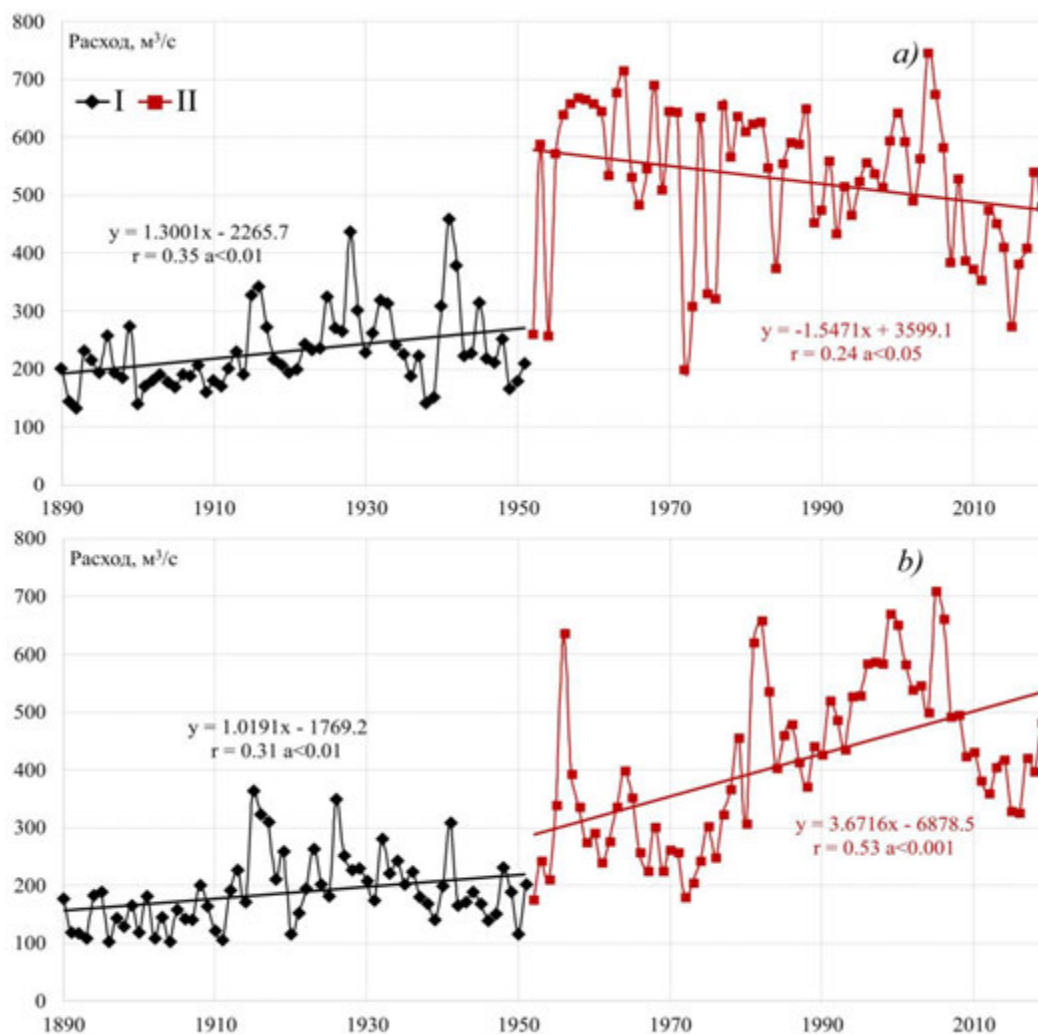 800
Расход, м³/с
a)
700
I II
600
500
y = 1.3001x - 2265.7
r = 0.35 a<0.01
400
300
y = -1.5471x + 3599.1
r = 0.24 a<0.05
200
100
0
1890 1910 1930 1950 1970 1990 2010
800
Расход, м³/с
b)
700
600
500
y = 1.0191x - 1769.2
r = 0.31 a<0.01
400
300
y = 3.6716x - 6878.5
r = 0.53 a<0.001
200
100
0
1890 1910 1930 1950 1970 1990 2010